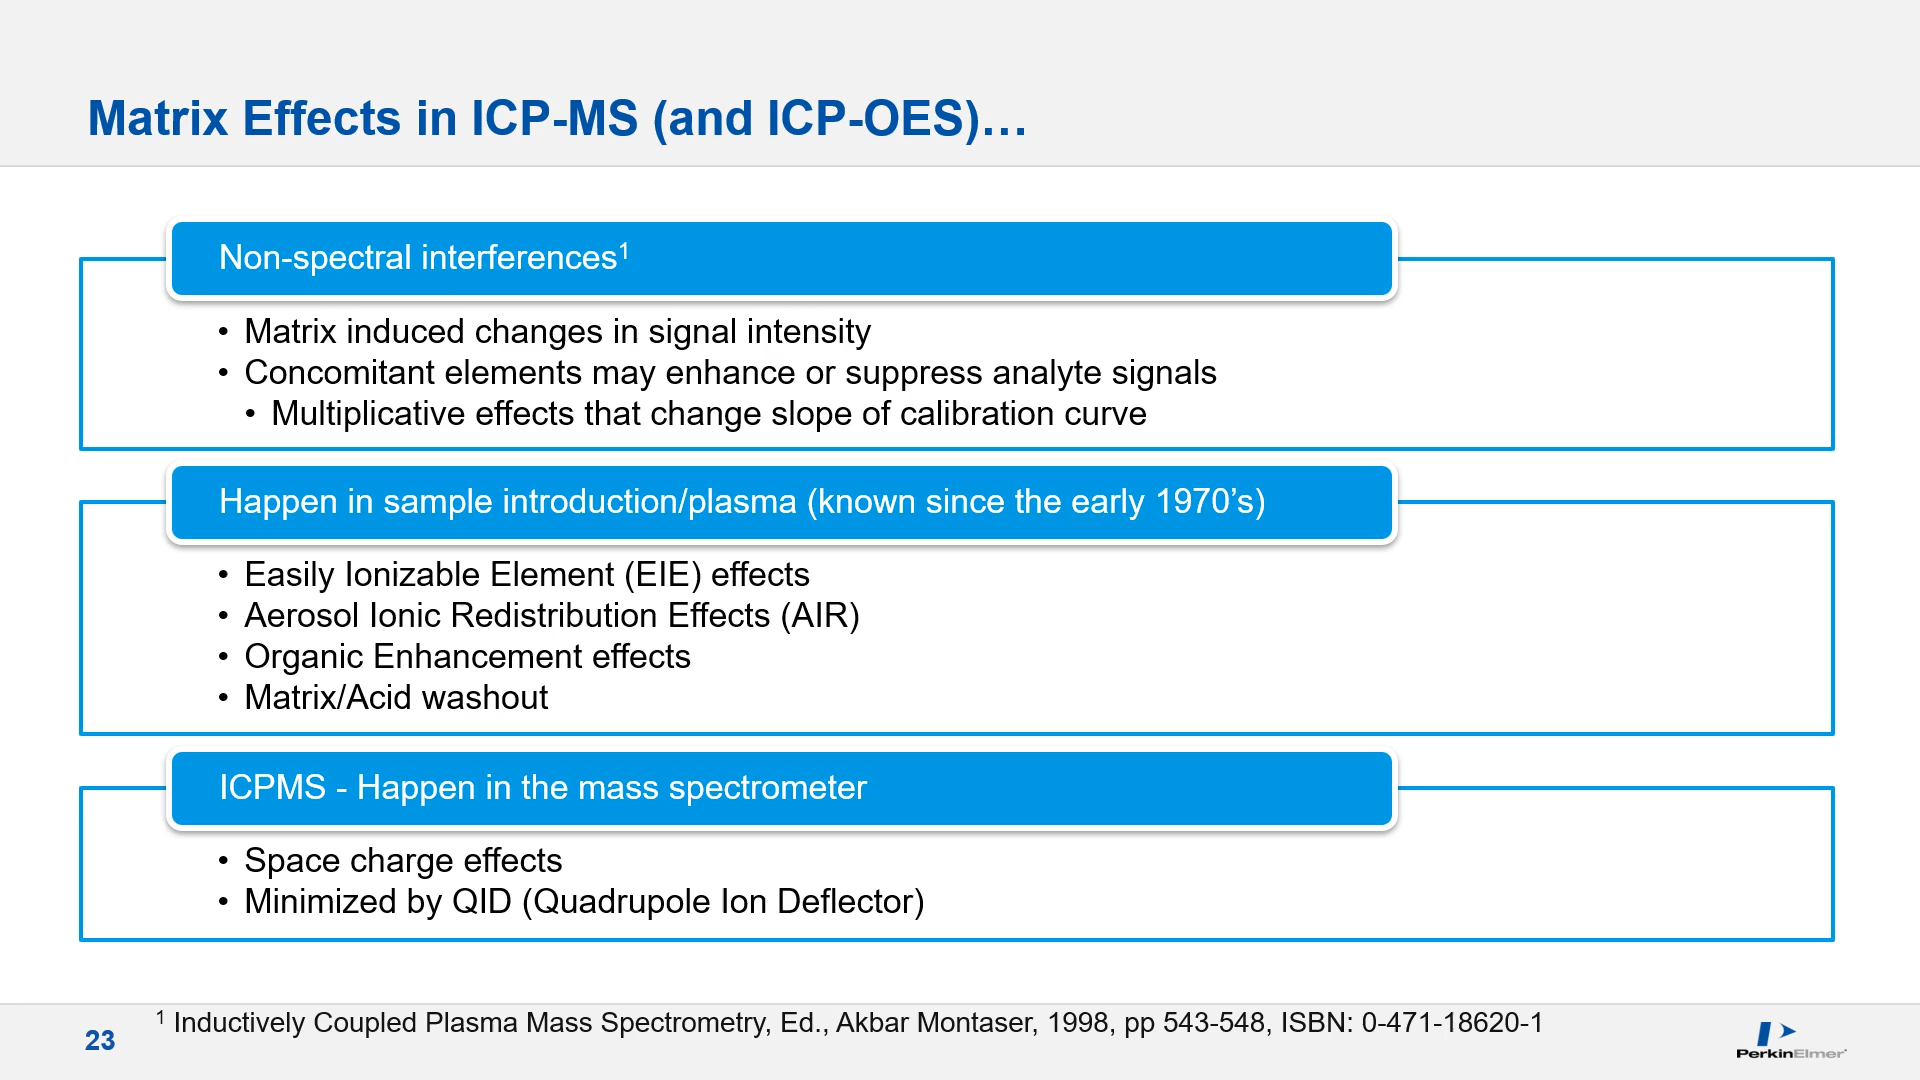 Matrix Effects in ICP-MS (and ICP-OES)…
Non-spectral interferences¹
• Matrix induced changes in signal intensity
• Concomitant elements may enhance or suppress analyte signals
• Multiplicative effects that change slope of calibration curve
Happen in sample introduction/plasma (known since the early 1970’s)
• Easily Ionizable Element (EIE) effects
• Aerosol Ionic Redistribution Effects (AIR)
• Organic Enhancement effects
• Matrix/Acid washout
ICPMS - Happen in the mass spectrometer
• Space charge effects
• Minimized by QID (Quadrupole Ion Deflector)
¹ Inductively Coupled Plasma Mass Spectrometry, Ed., Akbar Montaser, 1998, pp 543-548, ISBN: 0-471-18620-1
23
PerkinElmer